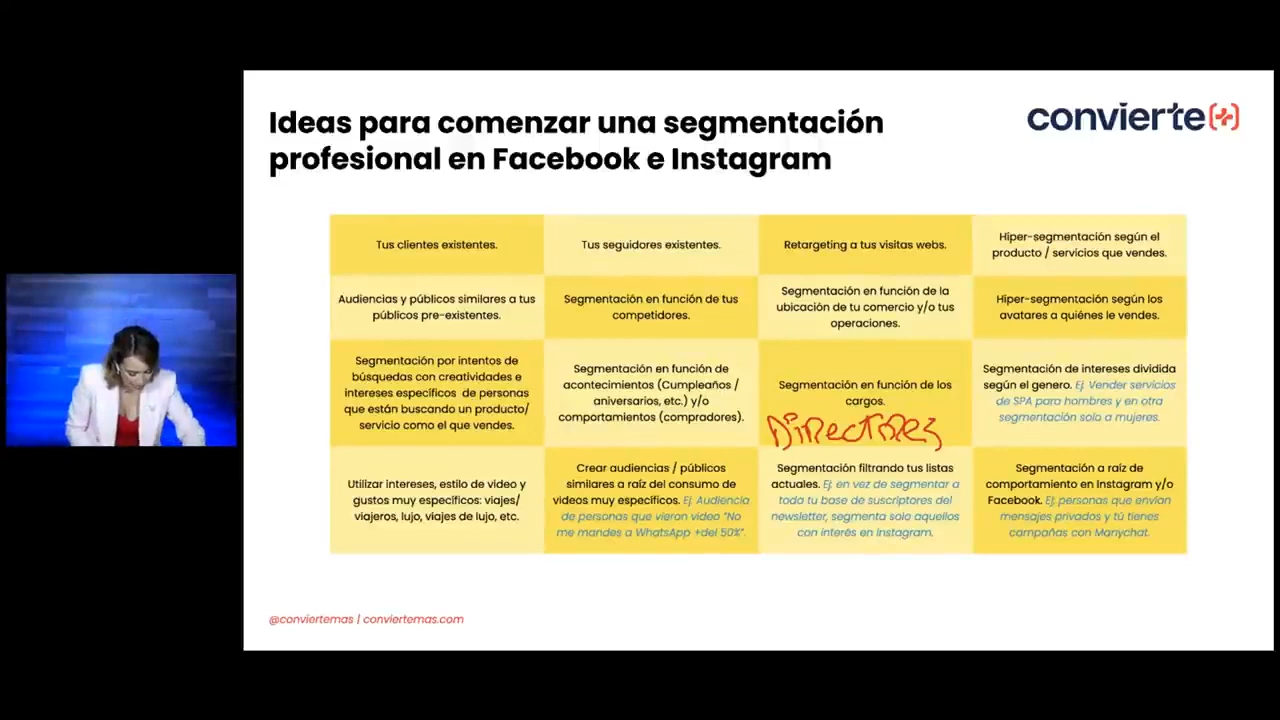 Ideas para comenzar una segmentación
profesional en Facebook e Instagram
convierte[+]
Tus clientes existentes.
Tus seguidores existentes.
Retargeting a tus visitas webs.
Híper-segmentación según el
producto / servicios que vendes.
Audiencias y públicos similares a tus
públicos pre-existentes.
Segmentación en función de tus
competidores.
Segmentación en función de la
ubicación de tu comercio y/o tus
operaciones.
Híper-segmentación según los
avatares a quiénes le vendes.
Segmentación por intentos de
búsquedas con creatividades e
intereses específicos de personas
que están buscando un producto/
servicio como el que vendes.
Segmentación en función de
acontecimientos (Cumpleaños /
aniversarios, etc.) y/o
comportamientos (compradores).
Segmentación en función de los
cargos.
Directores
Segmentación de intereses dividida
según el genero. Ej. Vender servicios
de SPA para hombres y en otra
segmentación solo a mujeres.
Utilizar intereses, estilo de video y
gustos muy específicos: viajes/
viajeros, lujo, viajes de lujo, etc.
Crear audiencias / públicos
similares a raíz del consumo de
videos muy específicos. Ej. Audiencia
de personas que vieron video "No
me mandes a WhatsApp +del 50%".
Segmentación filtrando tus listas
actuales. Ej: en vez de segmentar a
toda tu base de suscriptores del
newsletter, segmenta solo aquellos
con interés en instagram.
Segmentación a raíz de
comportamiento en Instagram y/o
Facebook. Ej. personas que envían
mensajes privados y tú tienes
campañas con Manychat.
@conviertemas | conviertemas.com